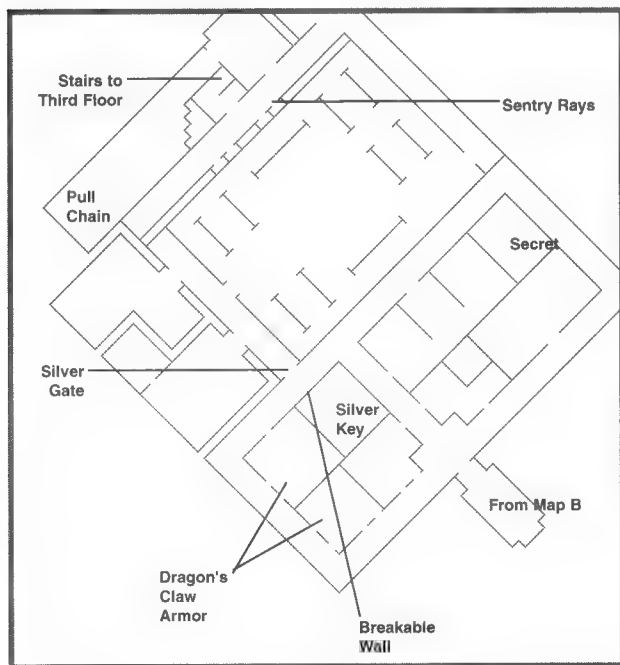 Stairs to
Third Floor
Sentry Rays
Pull
Chain
Secret
Silver
Gate
Silver
Key
From Map B
Dragon's
Claw
Armor
Breakable
Wall